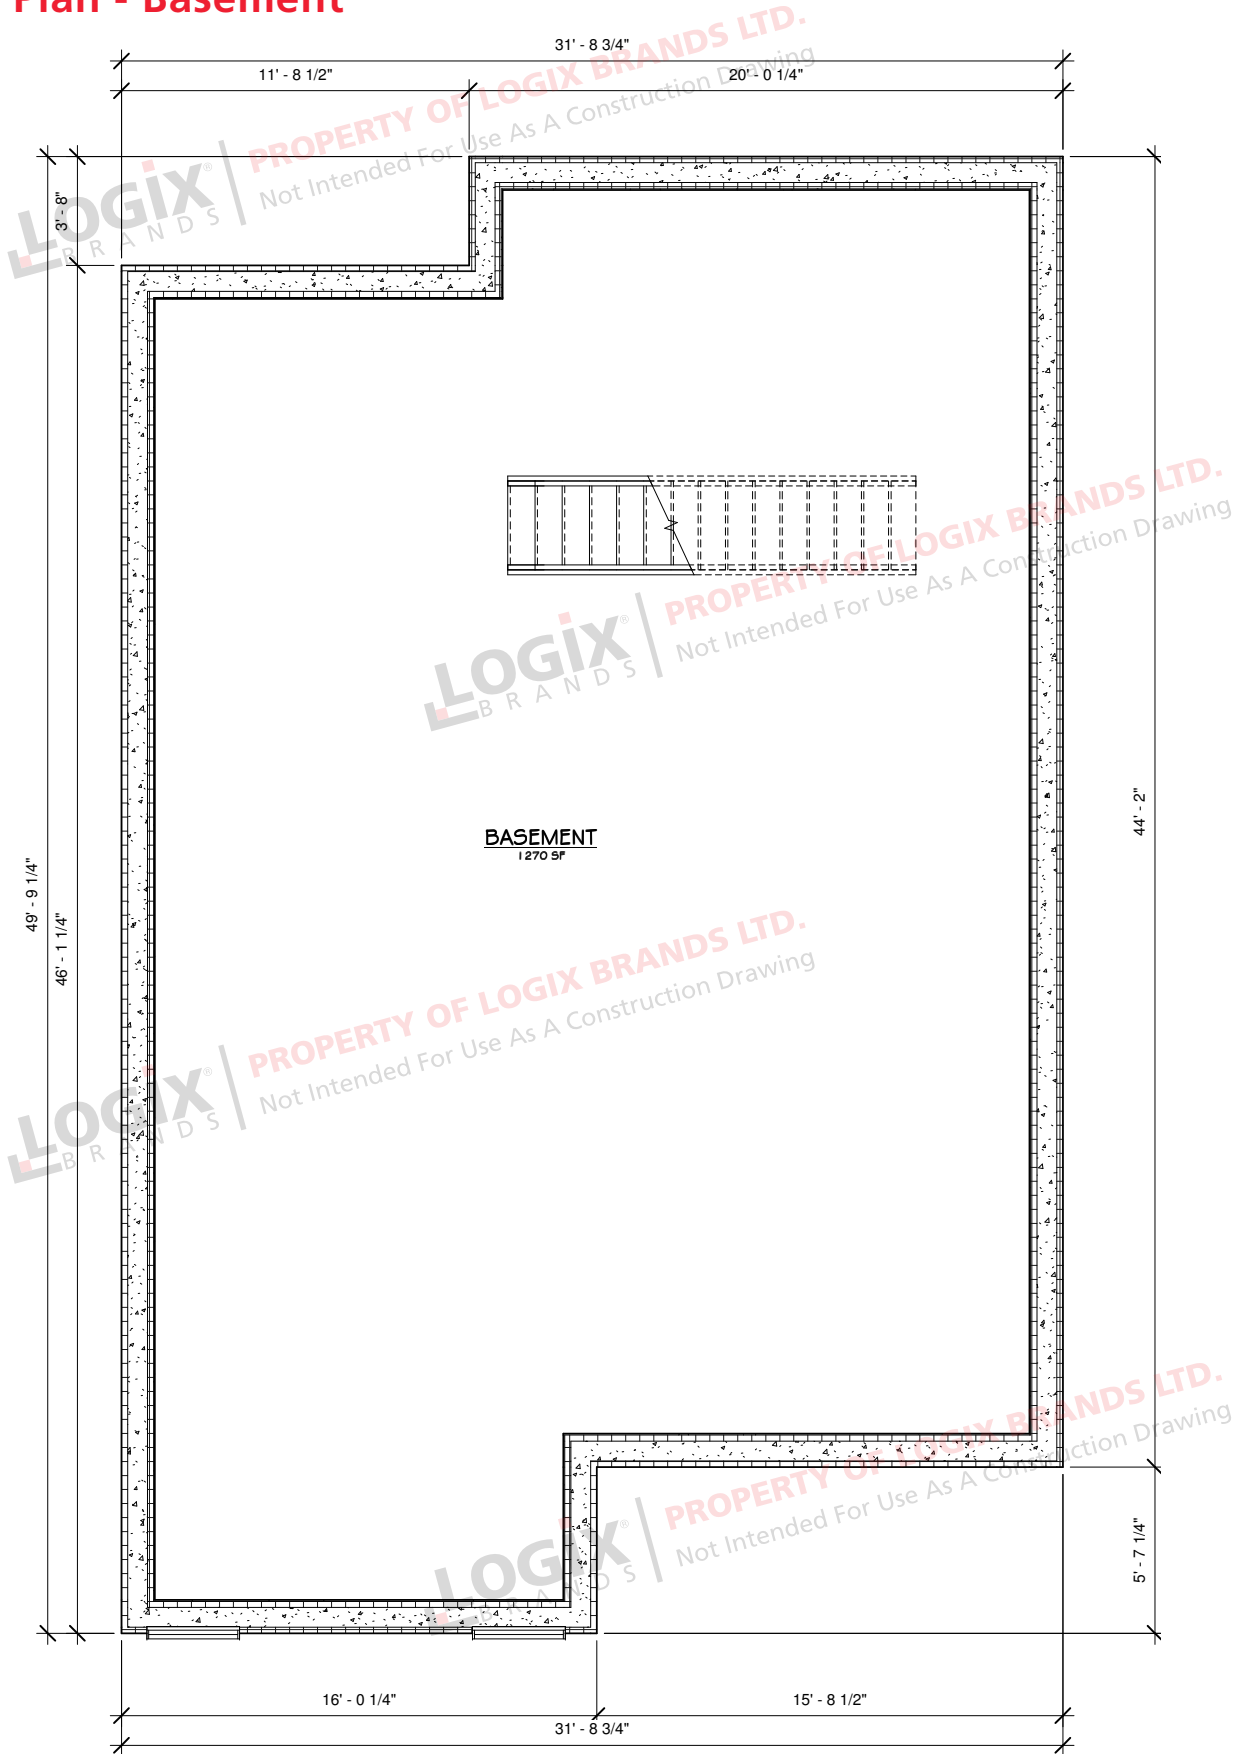 Plan - Basement
31' - 8 3/4"
11' - 8 1/2"
20' - 0 1/4"
PROPERTY OF LOGIX BRANDS LTD.
Not Intended For Use As A Construction Drawing
LOGiX®
BRANDS
3' - 8"
PROPERTY OF LOGIX BRANDS LTD.
Not Intended For Use As A Construction Drawing
LOGiX®
BRANDS
44' - 2"
BASEMENT
1270 SF
49' - 9 1/4"
46' - 1 1/4"
PROPERTY OF LOGIX BRANDS LTD.
Not Intended For Use As A Construction Drawing
LOGiX®
BRANDS
PROPERTY OF LOGIX BRANDS LTD.
Not Intended For Use As A Construction Drawing
LOGiX®
BRANDS
5' - 7 1/4"
16' - 0 1/4"
15' - 8 1/2"
31' - 8 3/4"